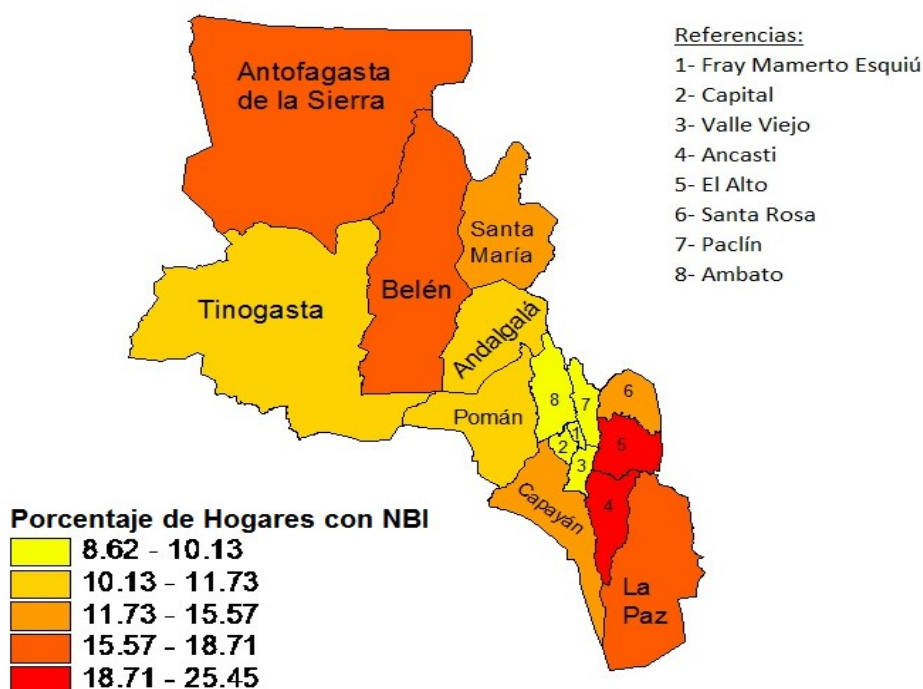 Referencias:
1- Fray Mamerto Esquiú
2- Capital
3- Valle Viejo
4- Ancasti
5- El Alto
6- Santa Rosa
7- Paclín
8- Ambato
Antofagasta
de la Sierra
Santa
María
Belén
Tinogasta
Andalgalá
Pomán
8
7
6
1
2
5
3
4
Capayán
La
Paz
Porcentaje de Hogares con NBI
8.62 - 10.13
10.13 - 11.73
11.73 - 15.57
15.57 - 18.71
18.71 - 25.45